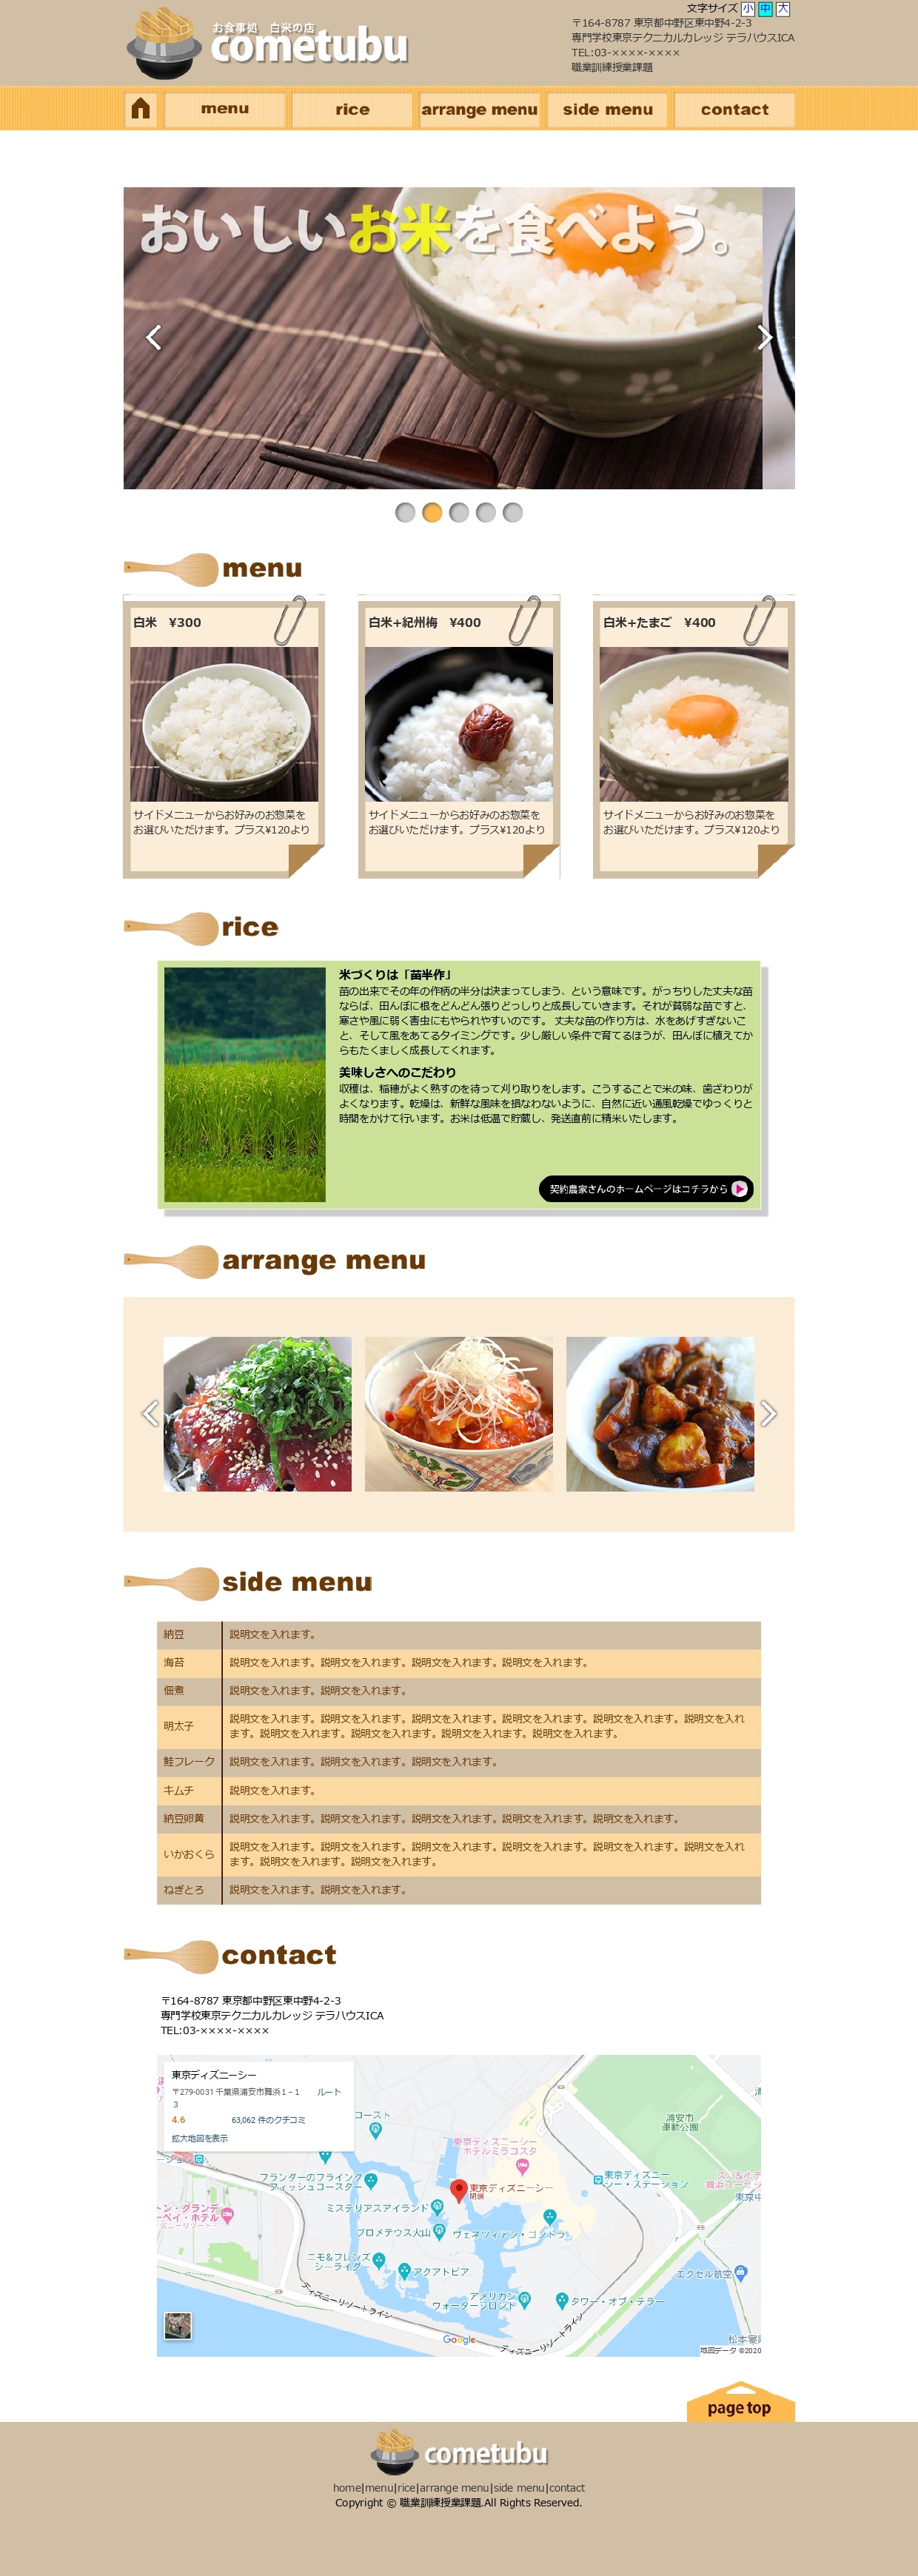 お食事処　白米の店
cometubu
文字サイズ 小 中 大
〒164-8787 東京都中野区東中野4-2-3
専門学校東京テクニカルカレッジ テラハウスICA
TEL:03-××××-××××
職業訓練授業課題
menu
rice
arrange menu
side menu
contact
おいしいお米を食べよう。
menu
白米　¥300
サイドメニューからお好みのお惣菜を
お選びいただけます。プラス¥120より
白米+紀州梅　¥400
サイドメニューからお好みのお惣菜を
お選びいただけます。プラス¥120より
白米+たまご　¥400
サイドメニューからお好みのお惣菜を
お選びいただけます。プラス¥120より
rice
米づくりは「苗半作」
苗の出来でその年の作柄の半分は決まってしまう、という意味です。がっちりした丈夫な苗
ならば、田んぼに根をどんどん張りどっしりと成長していきます。それが貧弱な苗ですと、
寒さや風に弱く害虫にもやられやすいのです。 丈夫な苗の作り方は、水をあげすぎないこ
と、そして風をあてるタイミングです。少し厳しい条件で育てるほうが、田んぼに植えてか
らもたくましく成長してくれます。
美味しさへのこだわり
収穫は、稲穂がよく熟すのを待って刈り取りをします。こうすることで米の味、歯ざわりが
よくなります。乾燥は、新鮮な風味を損なわないように、自然に近い通風乾燥でゆっくりと
時間をかけて行います。お米は低温で貯蔵し、発送直前に精米いたします。
契約農家さんのホームページはコチラから
arrange menu
side menu
納豆 説明文を入れます。
海苔 説明文を入れます。説明文を入れます。説明文を入れます。説明文を入れます。
佃煮 説明文を入れます。説明文を入れます。
明太子 説明文を入れます。説明文を入れます。説明文を入れます。説明文を入れます。説明文を入れます。説明文を入れ
ます。説明文を入れます。説明文を入れます。説明文を入れます。説明文を入れます。
鮭フレーク 説明文を入れます。説明文を入れます。説明文を入れます。
キムチ 説明文を入れます。
納豆卵黄 説明文を入れます。説明文を入れます。説明文を入れます。説明文を入れます。説明文を入れます。
いかおくら 説明文を入れます。説明文を入れます。説明文を入れます。説明文を入れます。説明文を入れます。説明文を入れ
ます。説明文を入れます。説明文を入れます。
ねぎとろ 説明文を入れます。説明文を入れます。
contact
〒164-8787 東京都中野区東中野4-2-3
専門学校東京テクニカルカレッジ テラハウスICA
TEL:03-××××-××××
東京ディズニーシー
〒279-0031 千葉県浦安市舞浜１−１
３
ルート
4.6 63,062 件のクチコミ
拡大地図を表示
コースト
浦安市
運動公園
東京ディズニーシー
ホテルミラコスタ
東京ディズニ
シー・ステーション
フランダーのフライング
フィッシュコースター
東京ディズニーシー
閉鎖
ミステリアスアイランド
プロメテウス火山
ヴェネツィアン・ゴンドラ
ニモ&フレンズ
シーライダー
アクアトピア
アメリカン
ウォーターフロント
タワー・オブ・テラー
エクセル航空
ディズニーリゾートライン
ディズニーリゾートライン
Google
地図データ ©2020
page top
cometubu
home|menu|rice|arrange menu|side menu|contact
Copyright © 職業訓練授業課題.All Rights Reserved.